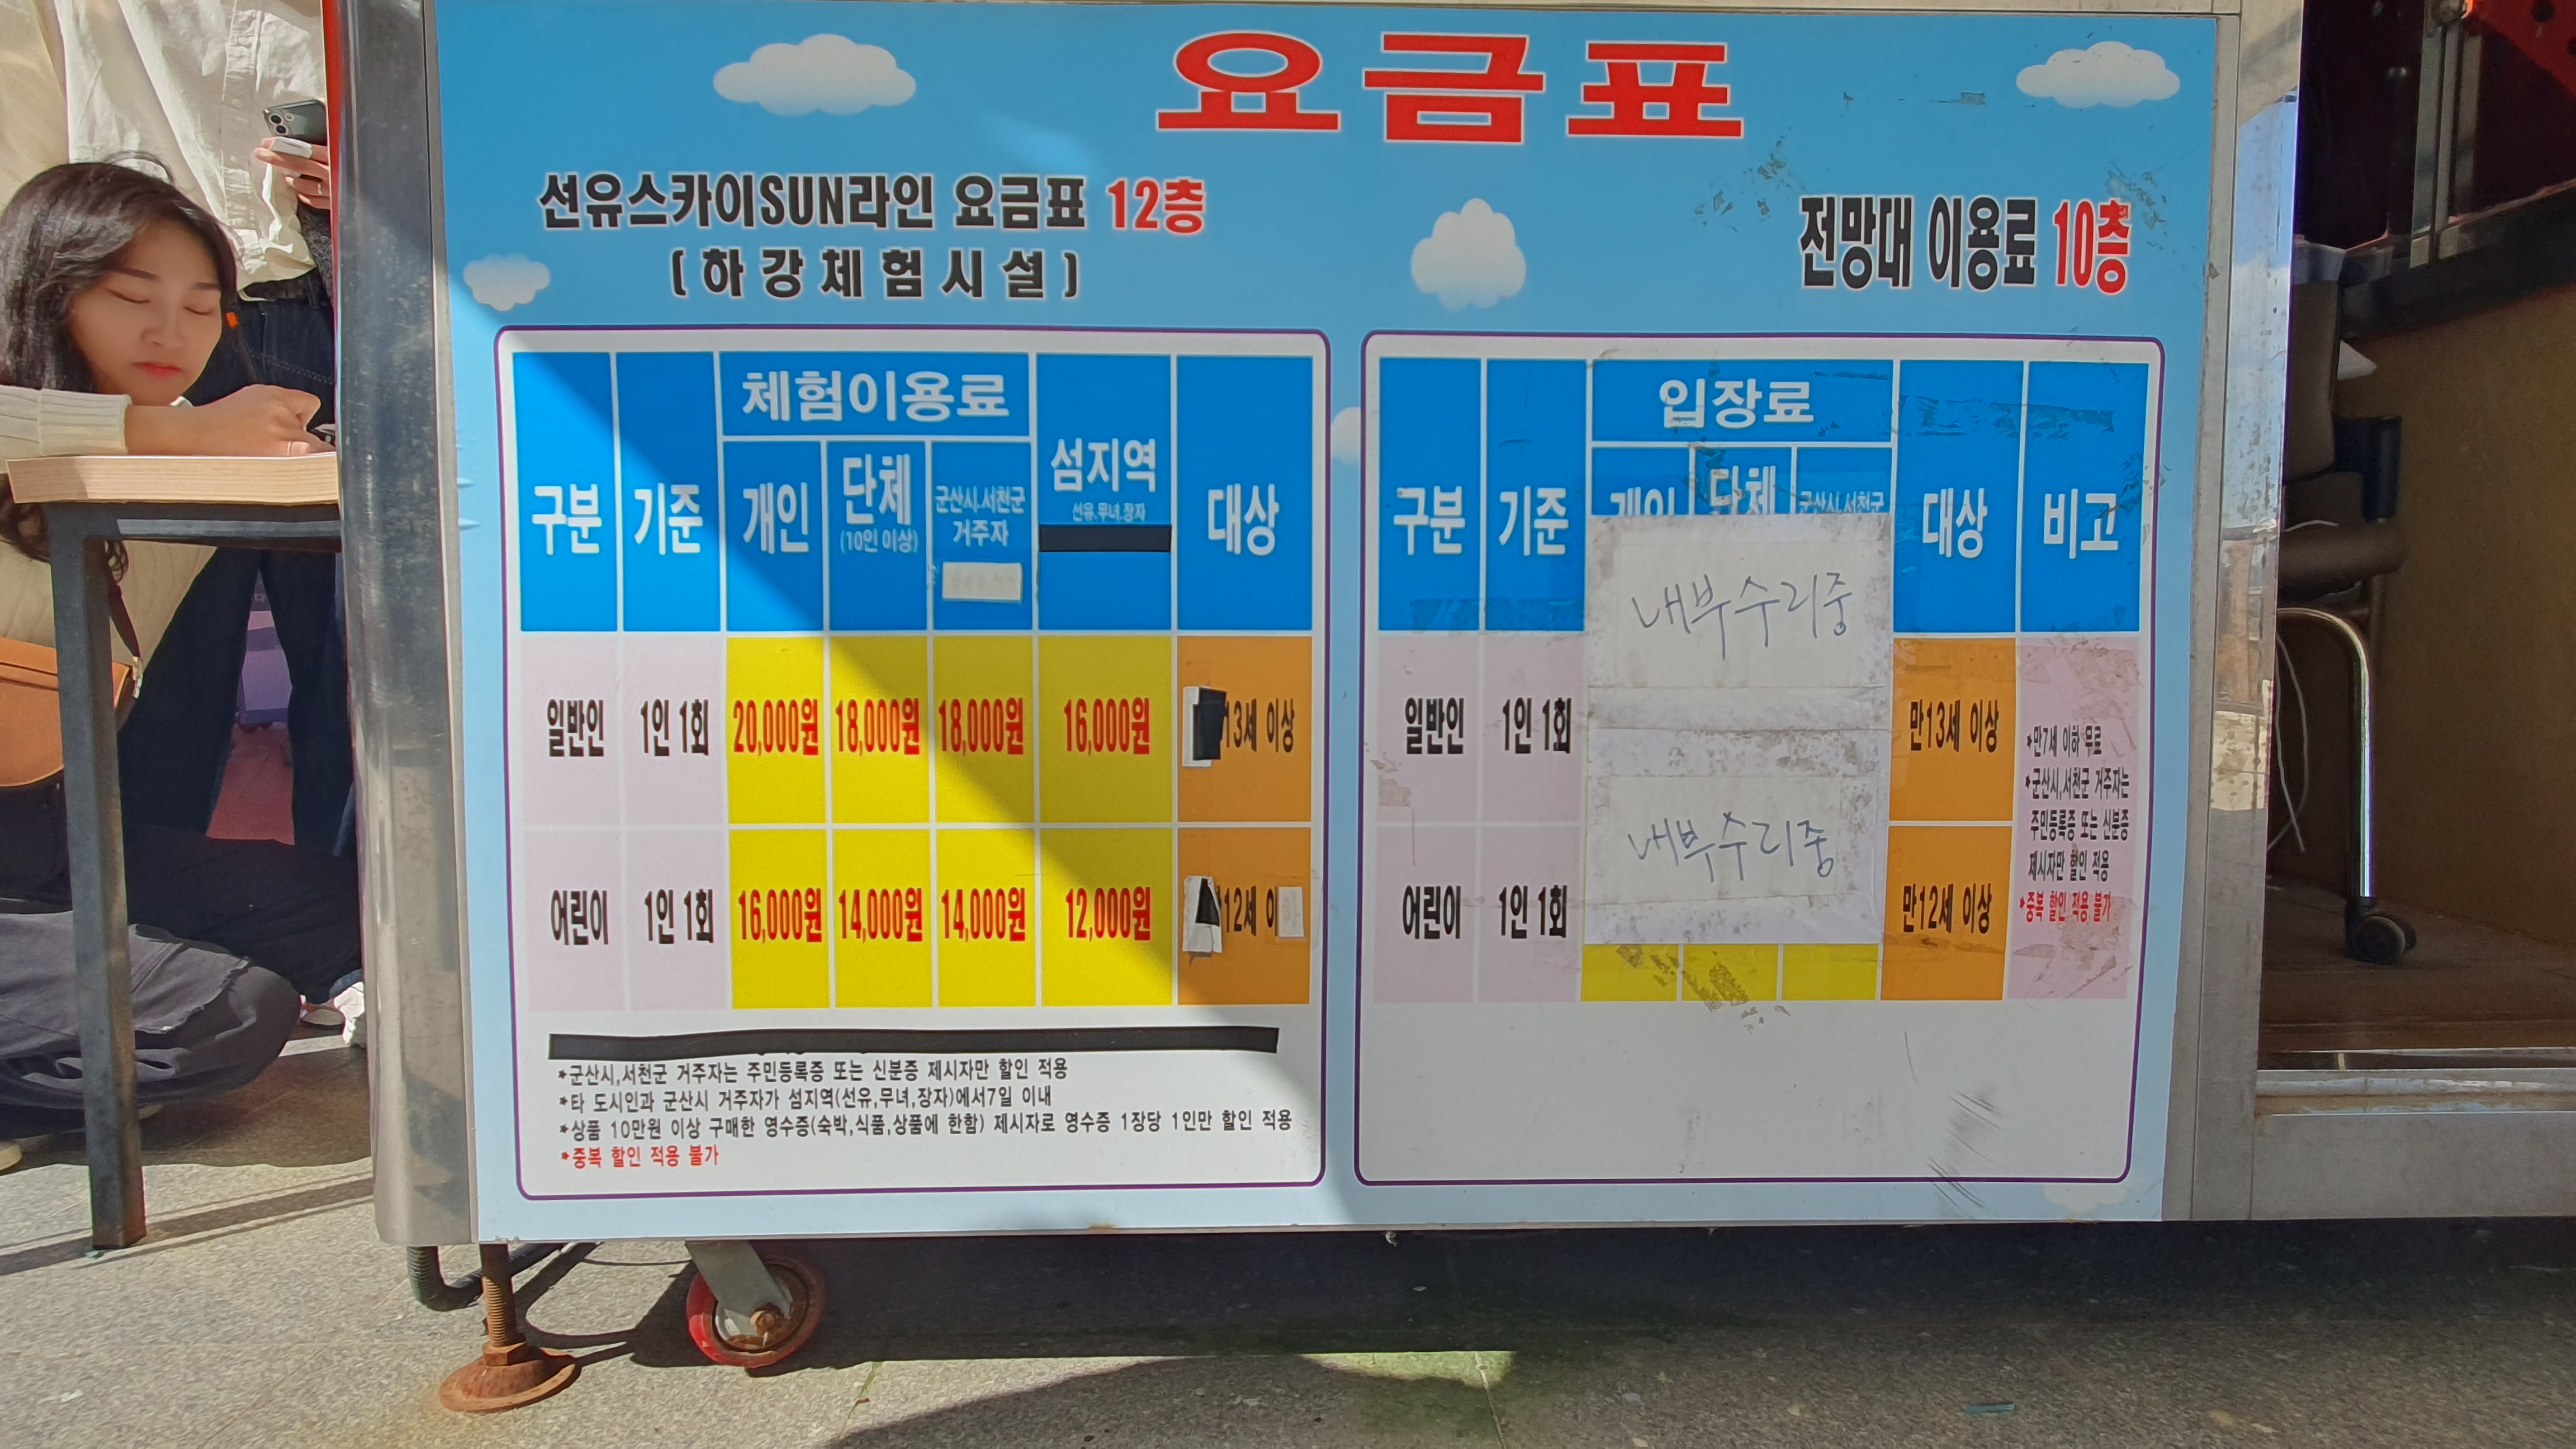 요금표
선유스카이SUN라인 요금표 12층
(하강체험시설)
구분 기준 체험이용료 섬지역 대상
선유.무녀.장자
개인 단체 군산시.서천군
(10인 이상) 거주자
일반인 1인 1회 20,000원 18,000원 18,000원 16,000원 13세 이상
어린이 1인 1회 16,000원 14,000원 14,000원 12,000원 12세 이
*군산시,서천군 거주자는 주민등록증 또는 신분증 제시자만 할인 적용
*타 도시인과 군산시 거주자가 섬지역(선유,무녀,장자)에서7일 이내
*상품 10만원 이상 구매한 영수증(숙박,식품,상품에 한함) 제시자로 영수증 1장당 1인만 할인 적용
*중복 할인 적용 불가
전망대 이용료 10층
구분 기준 입장료 대상 비고
개인 단체 군산시.서천군
내부수리중
일반인 1인 1회 만13세 이상
내부수리중
어린이 1인 1회 만12세 이상
*만7세 이하 무료
*군산시,서천군 거주자는
주민등록증 또는 신분증
제시자만 할인 적용
*중복 할인 적용 불가